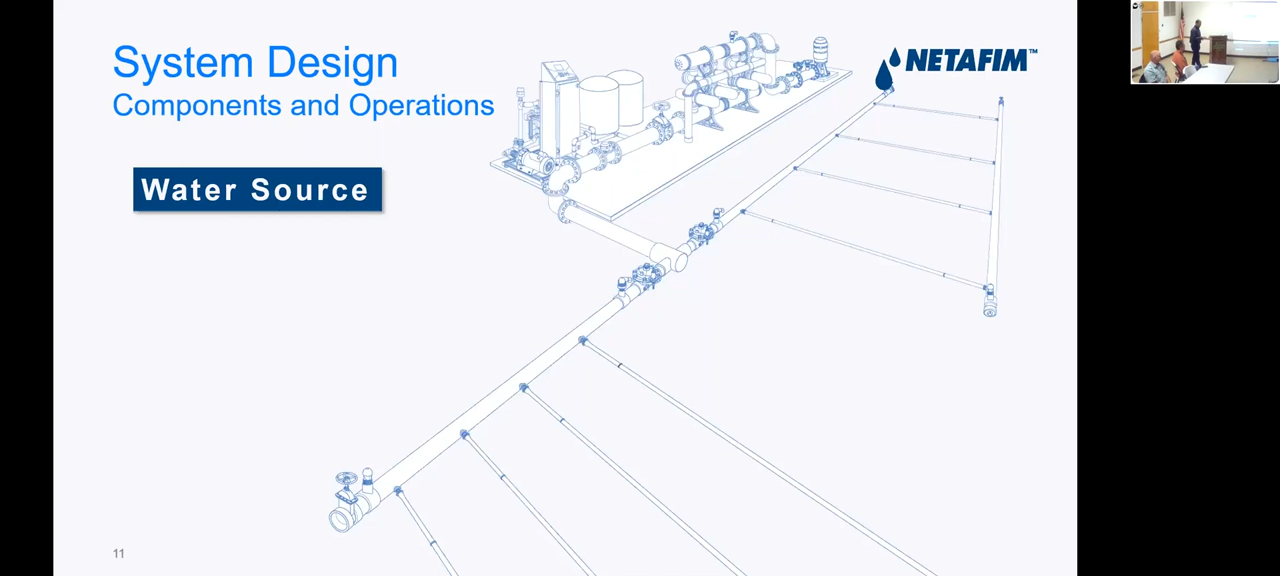 System Design
Components and Operations
NETAFIM™
Water Source
11